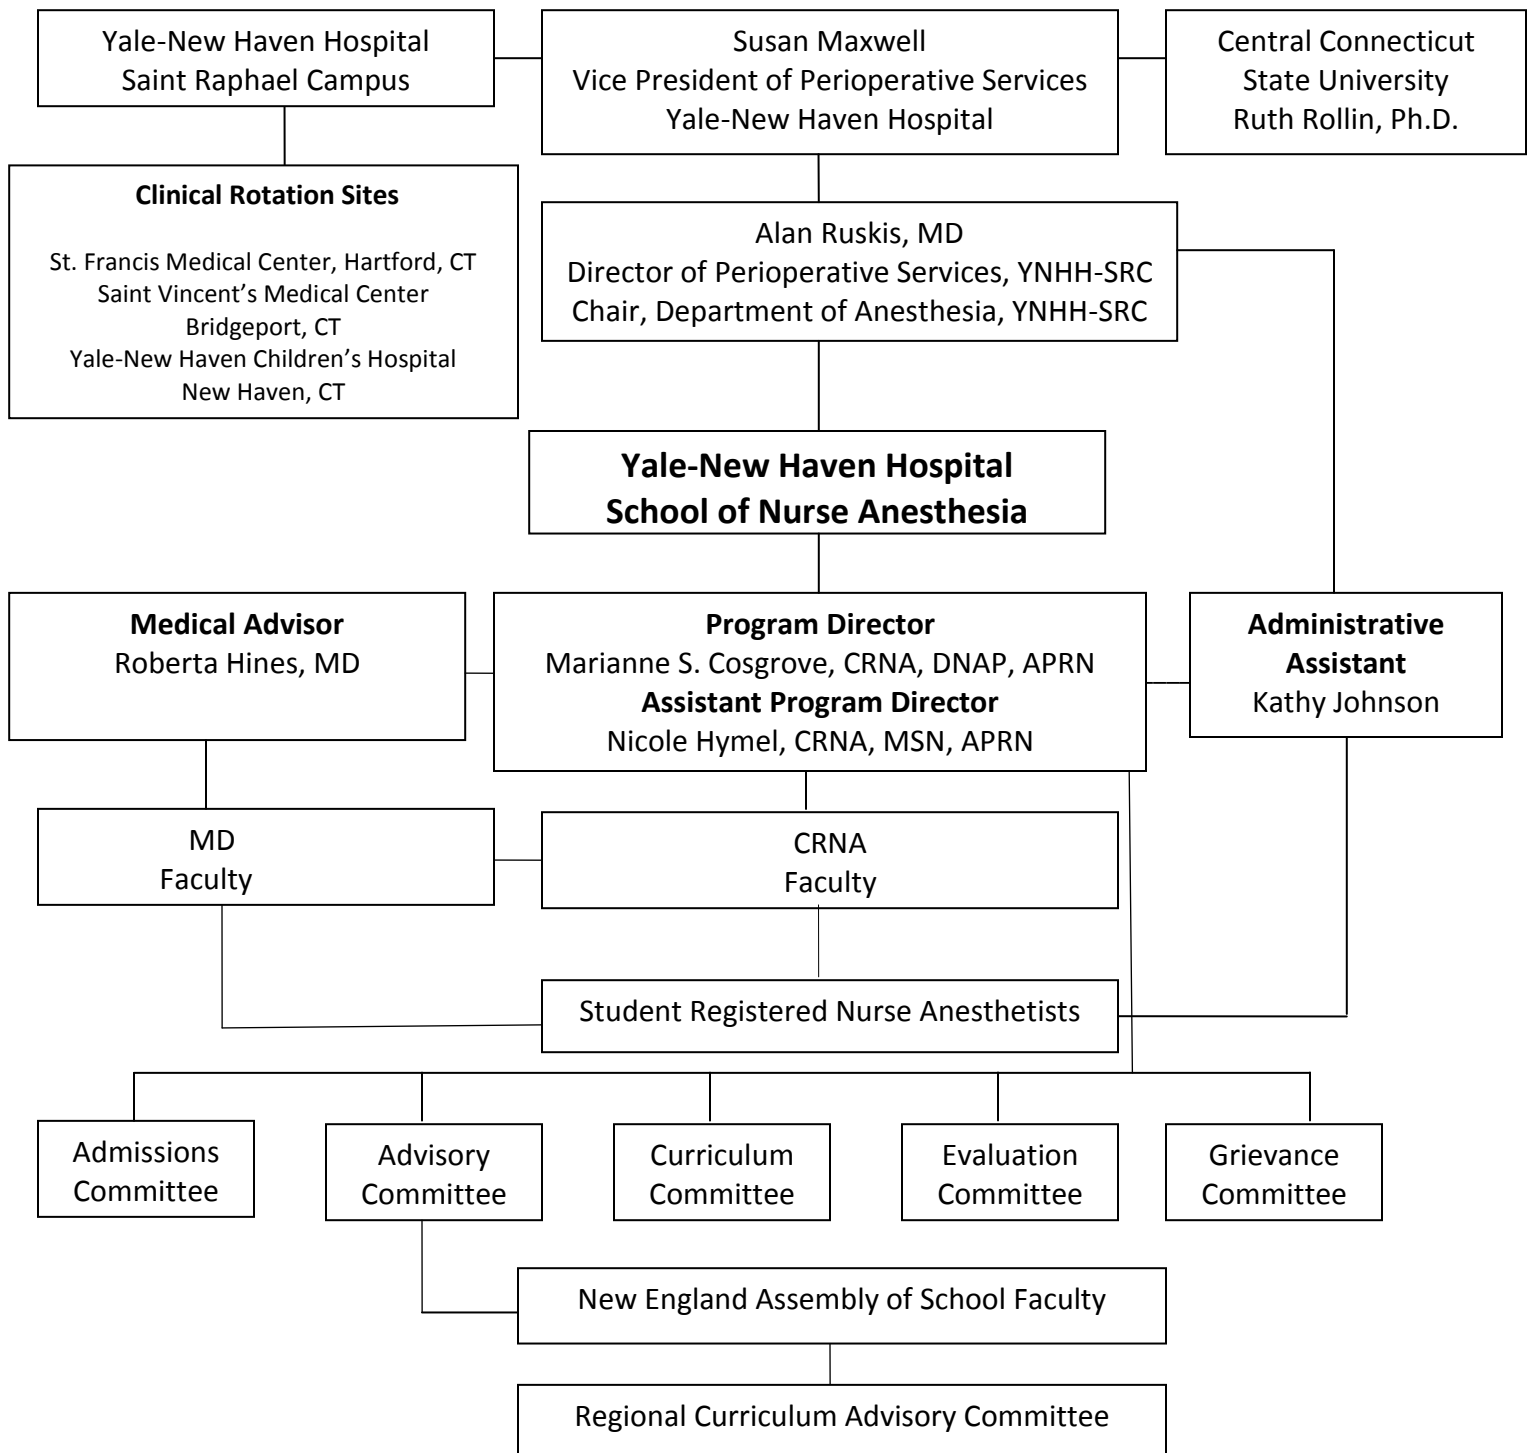 Yale-New Haven Hospital
Saint Raphael Campus
Susan Maxwell
Vice President of Perioperative Services
Yale-New Haven Hospital
Central Connecticut
State University
Ruth Rollin, Ph.D.
Clinical Rotation Sites
St. Francis Medical Center, Hartford, CT
Saint Vincent’s Medical Center
Bridgeport, CT
Yale-New Haven Children’s Hospital
New Haven, CT
Alan Ruskis, MD
Director of Perioperative Services, YNHH-SRC
Chair, Department of Anesthesia, YNHH-SRC
Yale-New Haven Hospital
School of Nurse Anesthesia
Medical Advisor
Roberta Hines, MD
Program Director
Marianne S. Cosgrove, CRNA, DNAP, APRN
Assistant Program Director
Nicole Hymel, CRNA, MSN, APRN
Administrative
Assistant
Kathy Johnson
MD
Faculty
CRNA
Faculty
Student Registered Nurse Anesthetists
Admissions
Committee
Advisory
Committee
Curriculum
Committee
Evaluation
Committee
Grievance
Committee
New England Assembly of School Faculty
Regional Curriculum Advisory Committee